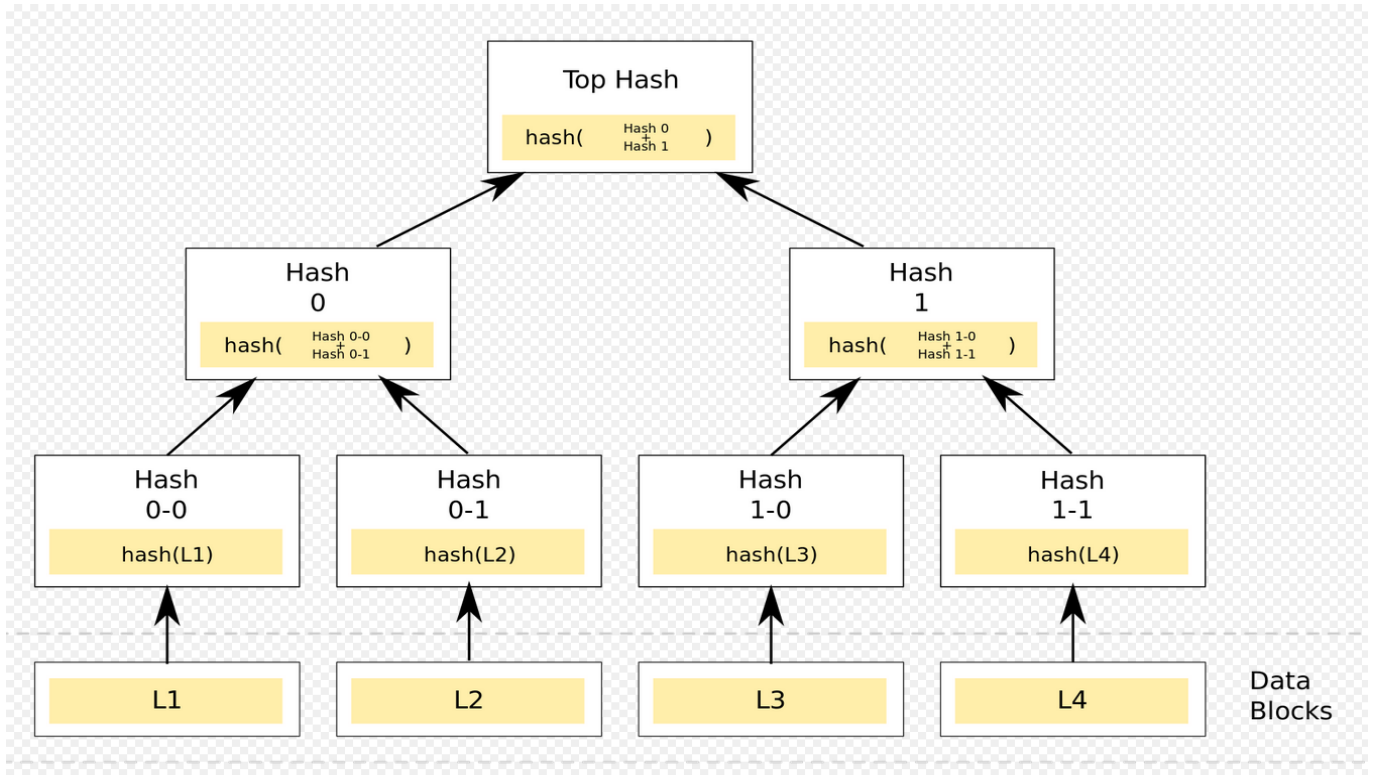 Top Hash
hash( Hash 0 + Hash 1 )
Hash
0
hash( Hash 0-0 + Hash 0-1 )
Hash
1
hash( Hash 1-0 + Hash 1-1 )
Hash
0-0
hash(L1)
Hash
0-1
hash(L2)
Hash
1-0
hash(L3)
Hash
1-1
hash(L4)
L1
L2
L3
L4
Data
Blocks